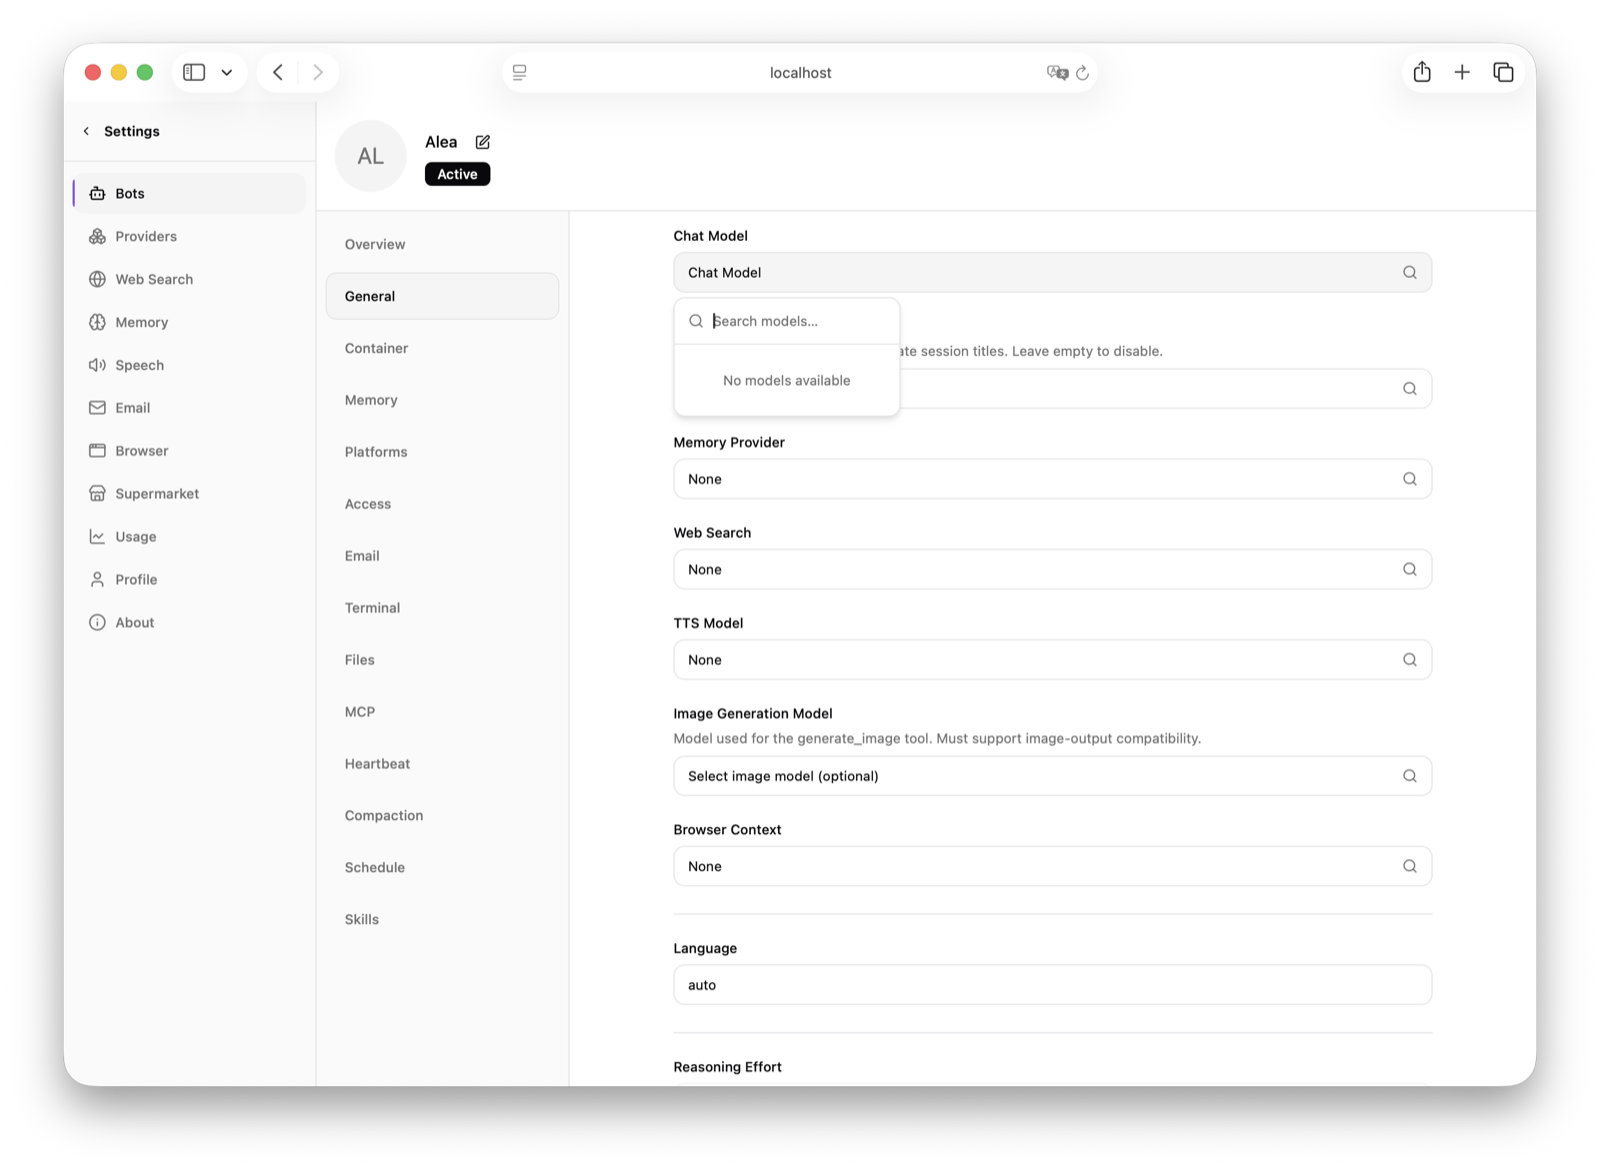 localhost
Settings
Bots
Providers
Web Search
Memory
Speech
Email
Browser
Supermarket
Usage
Profile
About
AL
Alea
Active
Overview
General
Container
Memory
Platforms
Access
Email
Terminal
Files
MCP
Heartbeat
Compaction
Schedule
Skills
Chat Model
Chat Model
Search models...
No models available
session titles. Leave empty to disable.
Memory Provider
None
Web Search
None
TTS Model
None
Image Generation Model
Model used for the generate_image tool. Must support image-output compatibility.
Select image model (optional)
Browser Context
None
Language
auto
Reasoning Effort